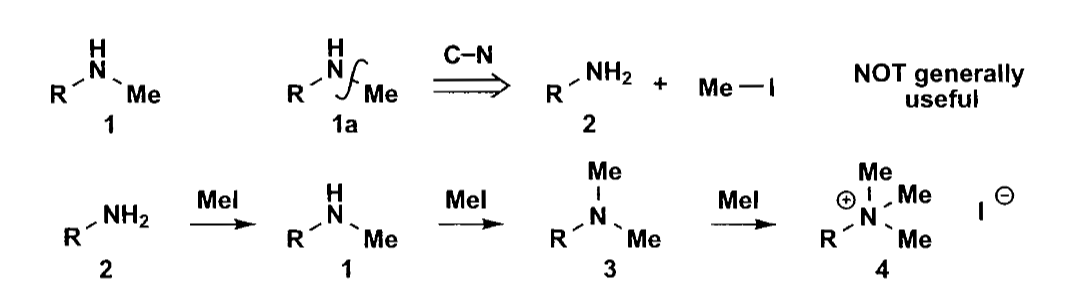 H
N
R Me
1
H
N
R Me
1a
C–N
R NH₂
2
+
Me–I
NOT generally
useful
R NH₂
2
MeI
H
N
R Me
1
MeI
Me
N
R Me
3
MeI
Me
⊕ N Me
R Me
4
I ⊖